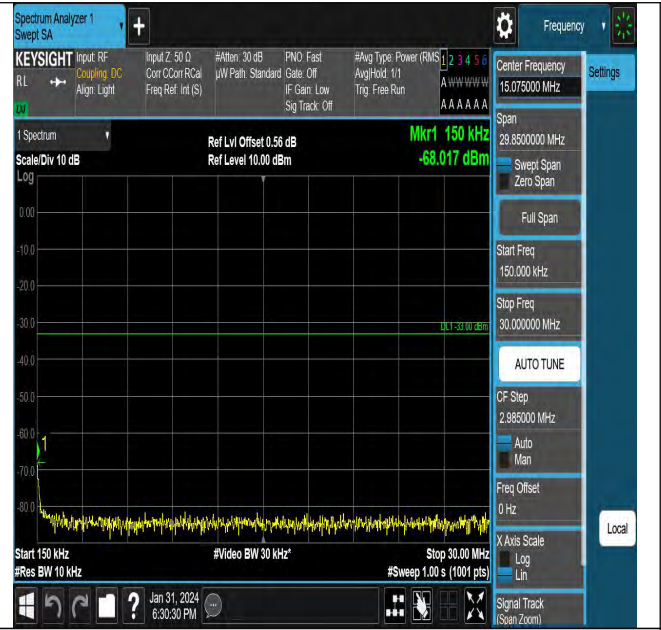 Spectrum Analyzer 1
Swept SA
+
Frequency
KEYSIGHT
RL
Input: RF
Coupling: DC
Align: Light
Input Z: 50 Ω
Corr CCorr RCal
Freq Ref: Int (S)
#Atten: 30 dB
µW Path: Standard
PNO: Fast
Gate: Off
IF Gain: Low
Sig Track: Off
#Avg Type: Power (RMS
Avg|Hold: 1/1
Trig: Free Run
1 2 3 4 5 6
A W W W W W
A A A A A A
Center Frequency
15.075000 MHz
Settings
1 Spectrum
Scale/Div 10 dB
Log
Ref Lvl Offset 0.56 dB
Ref Level 10.00 dBm
Mkr1 150 kHz
-68.017 dBm
Span
29.8500000 MHz
Swept Span
Zero Span
Full Span
Start Freq
150.000 kHz
Stop Freq
30.000000 MHz
AUTO TUNE
CF Step
2.985000 MHz
Auto
Man
Freq Offset
0 Hz
X Axis Scale
Log
Lin
Signal Track
(Span Zoom)
Local
0.00
-10.0
-20.0
-30.0
DL1 -33.00 dBm
-40.0
-50.0
-60.0
1
-70.0
-80.0
Start 150 kHz
#Res BW 10 kHz
#Video BW 30 kHz*
Stop 30.00 MHz
#Sweep 1.00 s (1001 pts)
?
Jan 31, 2024
6:30:30 PM